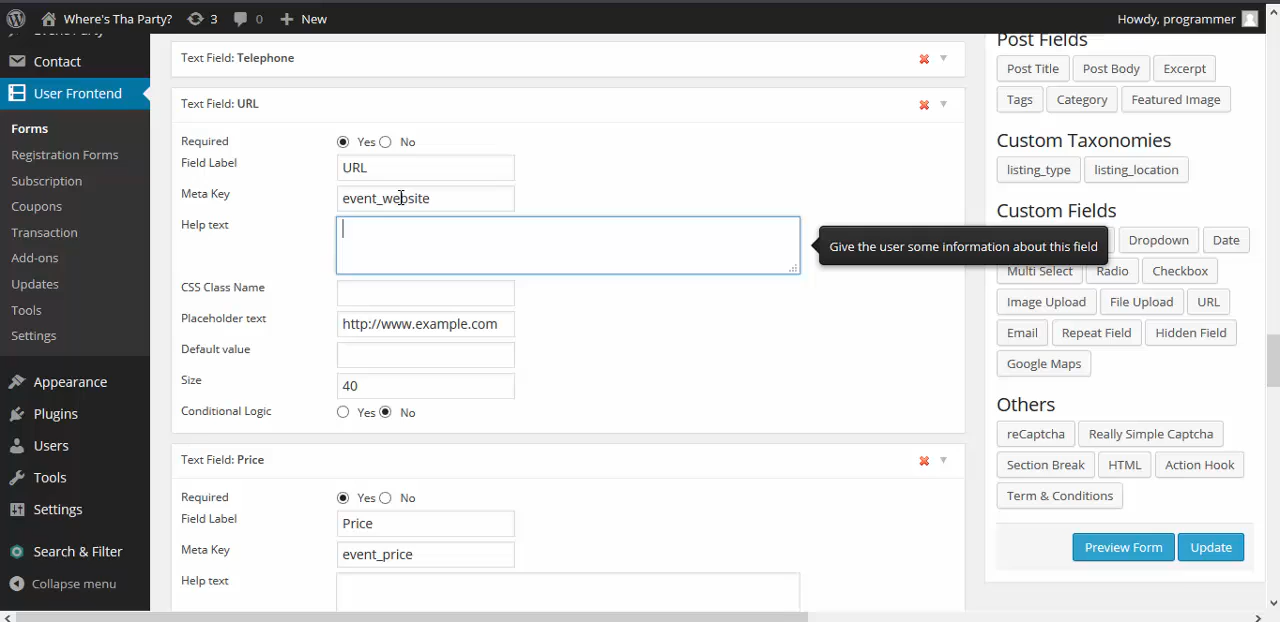 Where's Tha Party?
3
0
New
Howdy, programmer
Contact
User Frontend
Forms
Registration Forms
Subscription
Coupons
Transaction
Add-ons
Updates
Tools
Settings
Appearance
Plugins
Users
Tools
Settings
Search & Filter
Collapse menu
Text Field: Telephone
Text Field: URL
Required
Yes No
Field Label
URL
Meta Key
event_website
Help text
Give the user some information about this field
CSS Class Name
Placeholder text
http://www.example.com
Default value
Size
40
Conditional Logic
Yes No
Text Field: Price
Required
Yes No
Field Label
Price
Meta Key
event_price
Help text
Post Fields
Post Title Post Body Excerpt
Tags Category Featured Image
Custom Taxonomies
listing_type listing_location
Custom Fields
Dropdown Date
Multi Select Radio Checkbox
Image Upload File Upload URL
Email Repeat Field Hidden Field
Google Maps
Others
reCaptcha Really Simple Captcha
Section Break HTML Action Hook
Term & Conditions
Preview Form Update